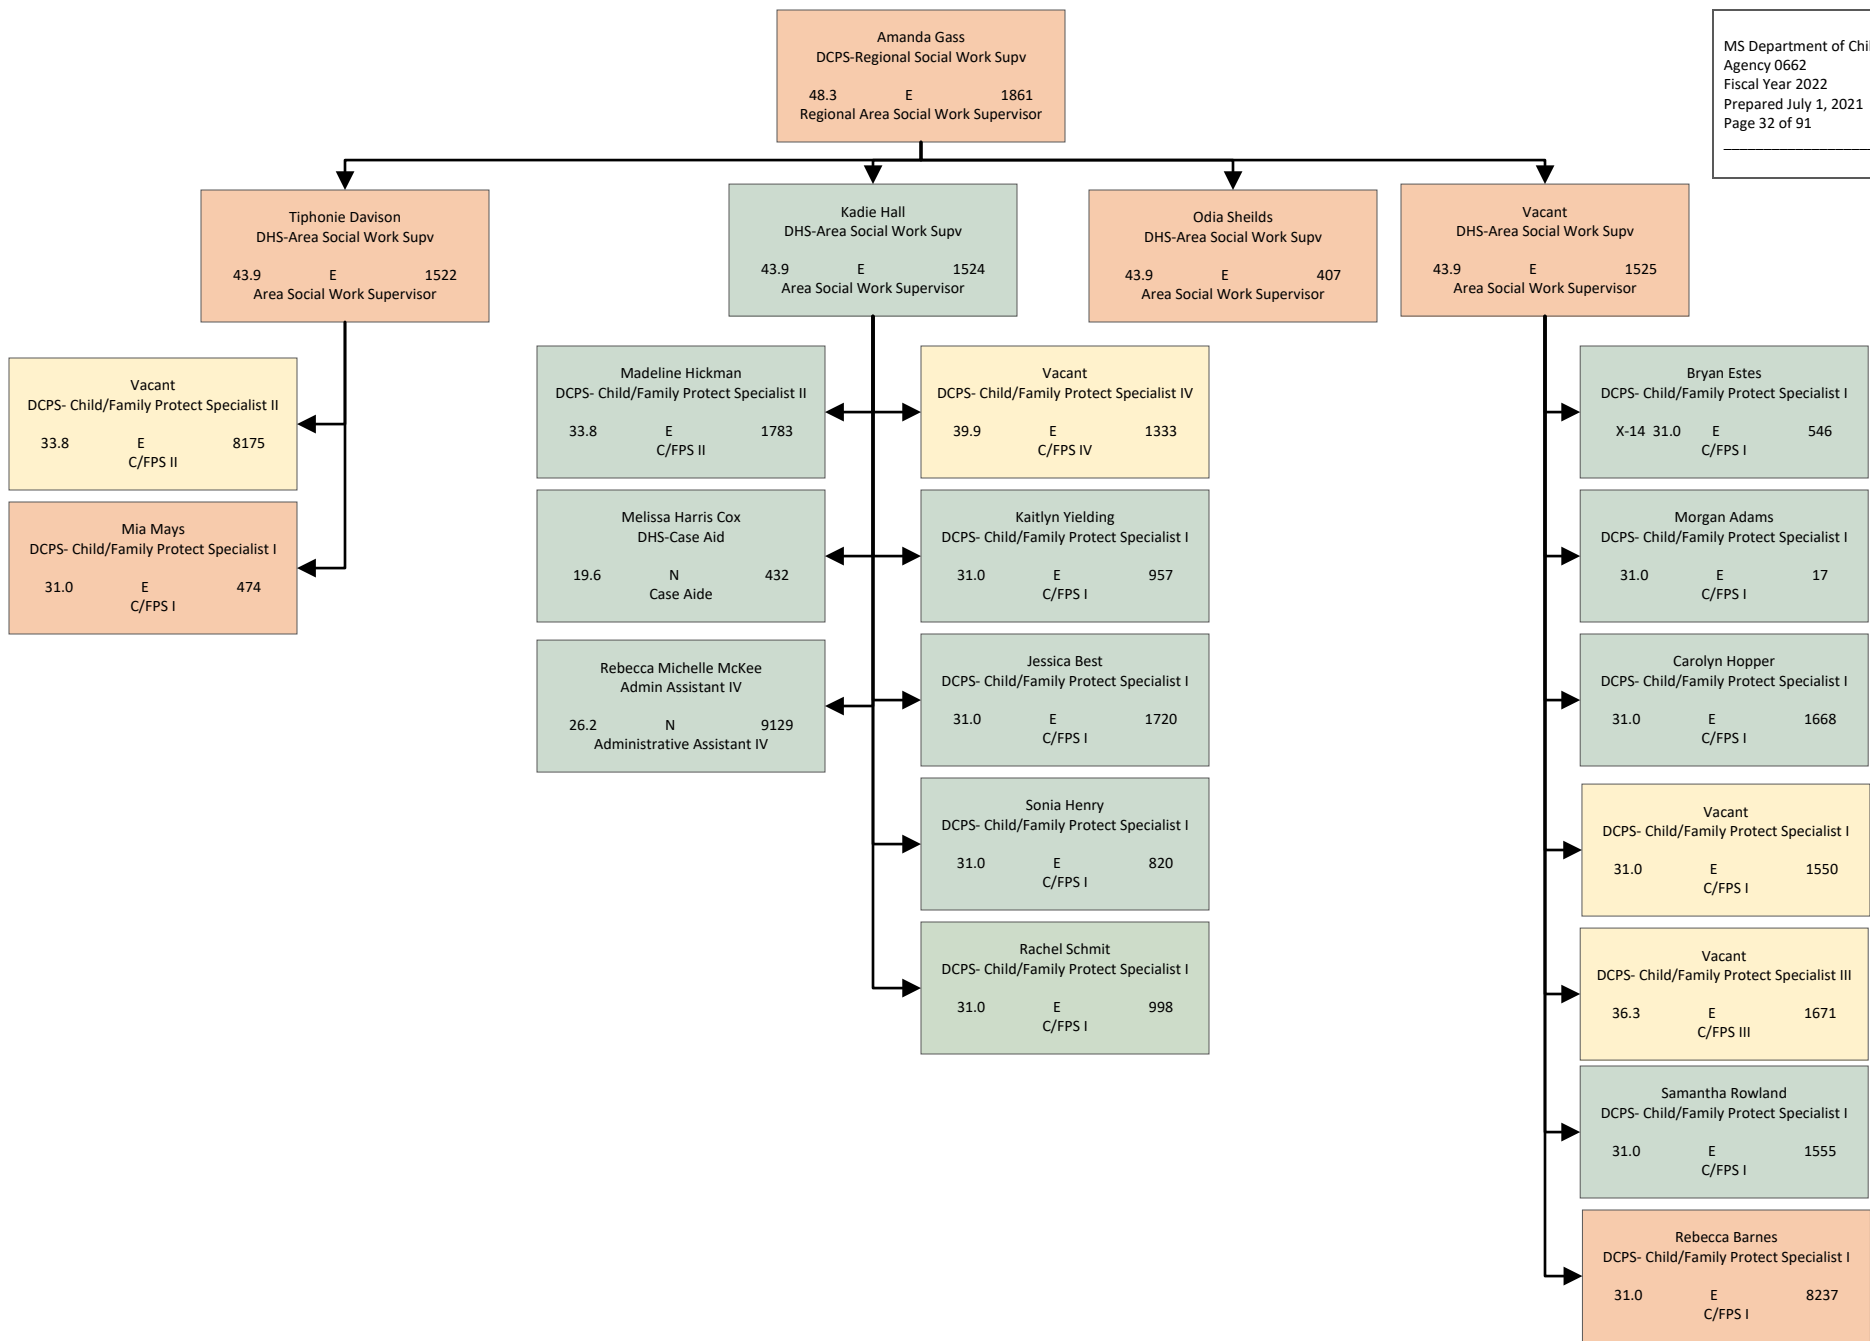 Amanda Gass
DCPS-Regional Social Work Supv
48.3 E 1861
Regional Area Social Work Supervisor
MS Department of Chil
Agency 0662
Fiscal Year 2022
Prepared July 1, 2021
Page 32 of 91
Tiphonie Davison
DHS-Area Social Work Supv
43.9 E 1522
Area Social Work Supervisor
Kadie Hall
DHS-Area Social Work Supv
43.9 E 1524
Area Social Work Supervisor
Odia Sheilds
DHS-Area Social Work Supv
43.9 E 407
Area Social Work Supervisor
Vacant
DHS-Area Social Work Supv
43.9 E 1525
Area Social Work Supervisor
Vacant
DCPS- Child/Family Protect Specialist II
33.8 E 8175
C/FPS II
Mia Mays
DCPS- Child/Family Protect Specialist I
31.0 E 474
C/FPS I
Madeline Hickman
DCPS- Child/Family Protect Specialist II
33.8 E 1783
C/FPS II
Melissa Harris Cox
DHS-Case Aid
19.6 N 432
Case Aide
Rebecca Michelle McKee
Admin Assistant IV
26.2 N 9129
Administrative Assistant IV
Vacant
DCPS- Child/Family Protect Specialist IV
39.9 E 1333
C/FPS IV
Kaitlyn Yielding
DCPS- Child/Family Protect Specialist I
31.0 E 957
C/FPS I
Jessica Best
DCPS- Child/Family Protect Specialist I
31.0 E 1720
C/FPS I
Sonia Henry
DCPS- Child/Family Protect Specialist I
31.0 E 820
C/FPS I
Rachel Schmit
DCPS- Child/Family Protect Specialist I
31.0 E 998
C/FPS I
Bryan Estes
DCPS- Child/Family Protect Specialist I
X-14 31.0 E 546
C/FPS I
Morgan Adams
DCPS- Child/Family Protect Specialist I
31.0 E 17
C/FPS I
Carolyn Hopper
DCPS- Child/Family Protect Specialist I
31.0 E 1668
C/FPS I
Vacant
DCPS- Child/Family Protect Specialist I
31.0 E 1550
C/FPS I
Vacant
DCPS- Child/Family Protect Specialist III
36.3 E 1671
C/FPS III
Samantha Rowland
DCPS- Child/Family Protect Specialist I
31.0 E 1555
C/FPS I
Rebecca Barnes
DCPS- Child/Family Protect Specialist I
31.0 E 8237
C/FPS I